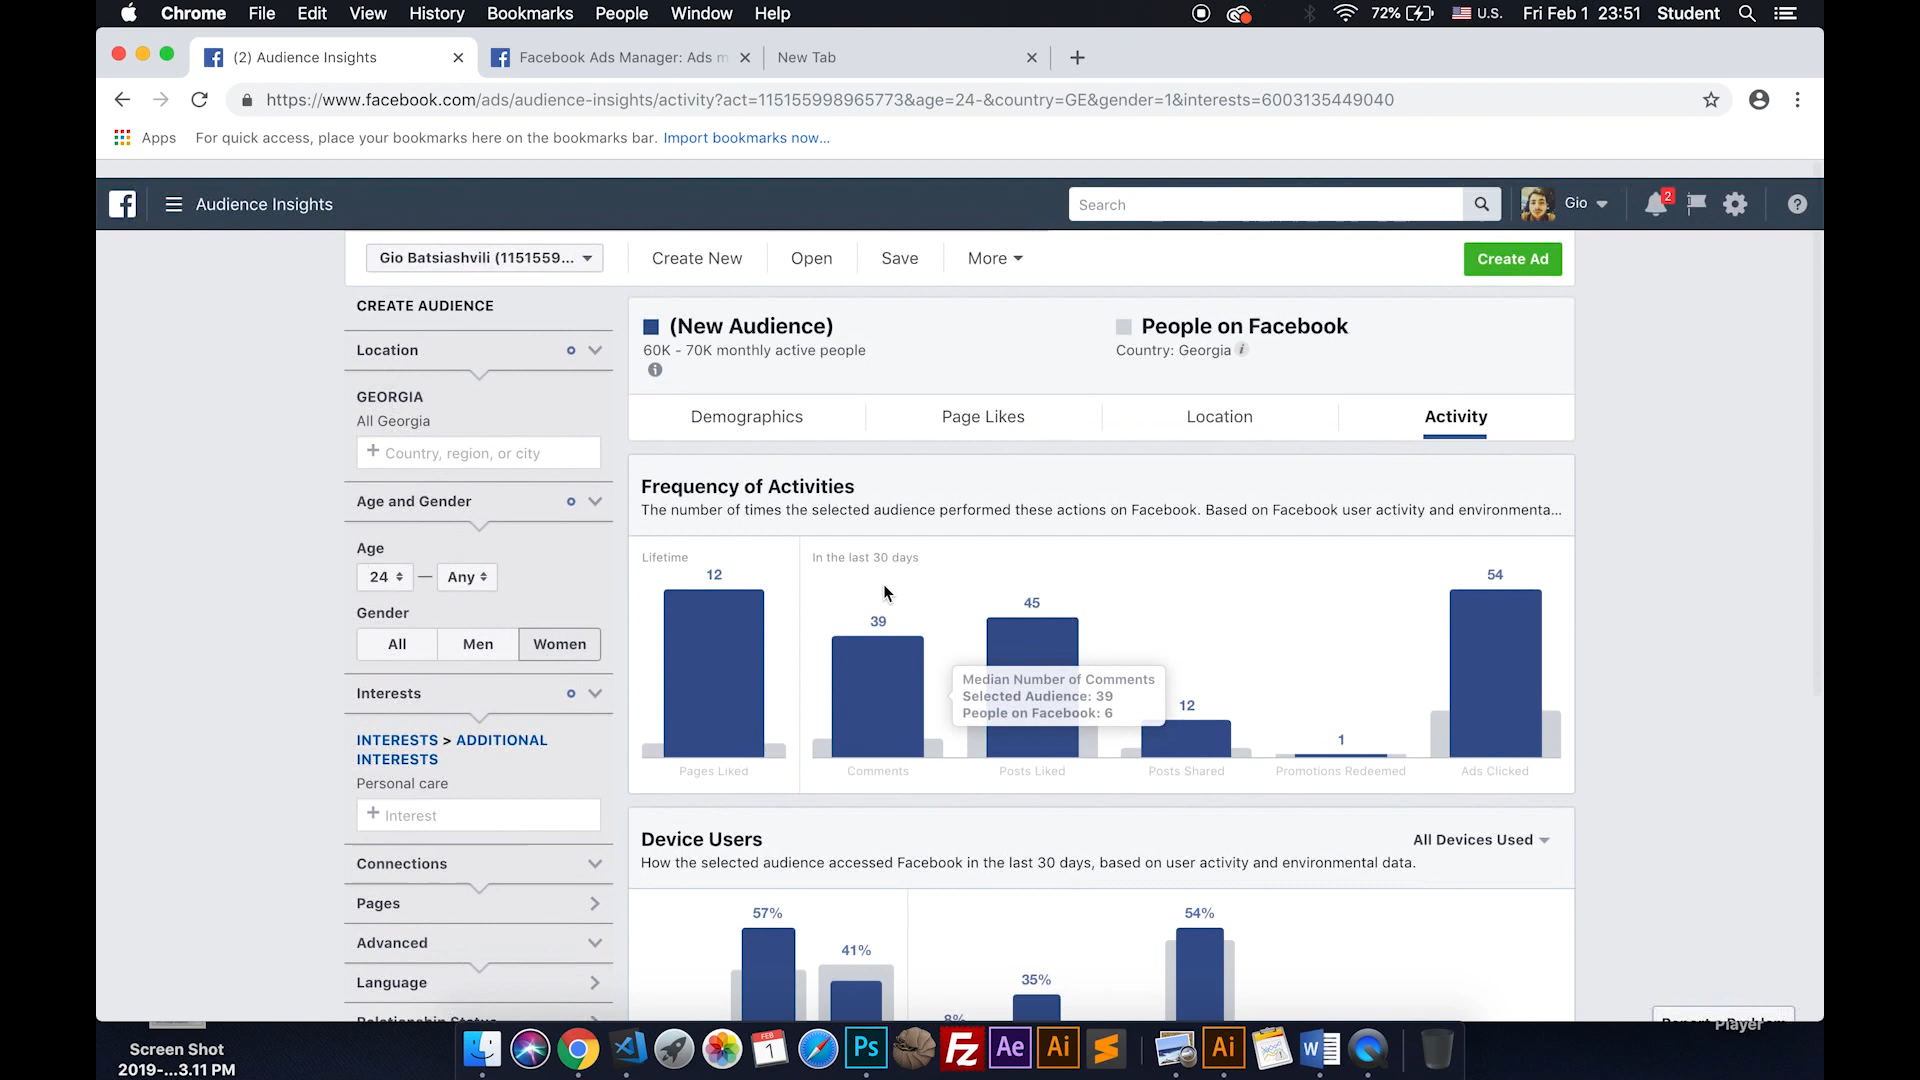 Chrome File Edit View History Bookmarks People Window Help
72% U.S. Fri Feb 1 23:51 Student
(2) Audience Insights
Facebook Ads Manager: Ads m
New Tab
https://www.facebook.com/ads/audience-insights/activity?act=115155998965773&age=24-&country=GE&gender=1&interests=6003135449040
Apps For quick access, place your bookmarks here on the bookmarks bar. Import bookmarks now...
Audience Insights
Search
Gio
2
Gio Batsiashvili (1151559...
Create New
Open
Save
More
Create Ad
CREATE AUDIENCE
Location
GEORGIA
All Georgia
+ Country, region, or city
Age and Gender
Age
24 — Any
Gender
All Men Women
Interests
INTERESTS > ADDITIONAL
INTERESTS
Personal care
+ Interest
Connections
Pages
Advanced
Language
Relationship Status
(New Audience)
60K - 70K monthly active people
People on Facebook
Country: Georgia
Demographics
Page Likes
Location
Activity
Frequency of Activities
The number of times the selected audience performed these actions on Facebook. Based on Facebook user activity and environmenta...
Lifetime
In the last 30 days
12
39
45
12
1
54
Median Number of Comments
Selected Audience: 39
People on Facebook: 6
Pages Liked
Comments
Posts Liked
Posts Shared
Promotions Redeemed
Ads Clicked
Device Users
All Devices Used
How the selected audience accessed Facebook in the last 30 days, based on user activity and environmental data.
57%
41%
8%
35%
54%
Player
Screen Shot
2019-...3.11 PM
FEB
1
Ps
Fz
Ae
Ai
Ai
W